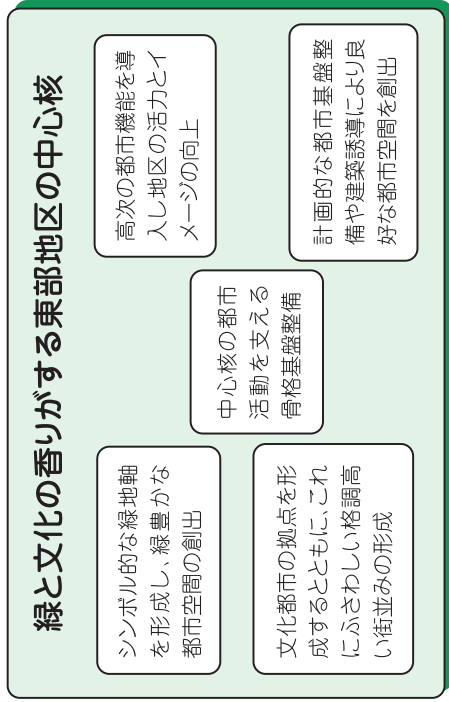 緑と文化の香りがする東部地区の中心核
シンボル的な緑地軸
を形成し、緑豊かな
都市空間の創出
高次の都市機能を導
入し地区の活力とイ
メージの向上
中心核の都市
活動を支える
骨格基盤整備
文化都市の拠点を形
成するとともに、これ
にふさわしい格調高
い街並みの形成
計画的な都市基盤整
備や建築誘導により良
好な都市空間を創出